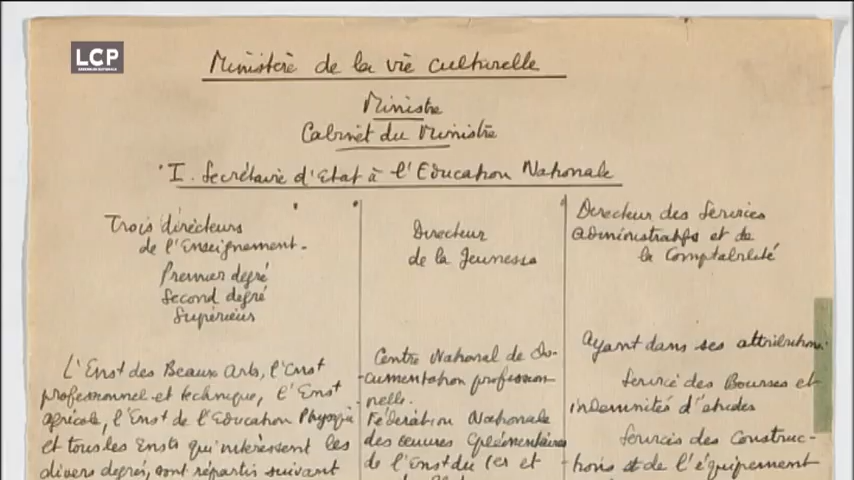 LCP
ASSEMBLÉE NATIONALE
Ministère de la vie culturelle
Ministre
Cabinet du Ministre
I. Secrétaire d'Etat à l'Education Nationale
Trois directeurs
de l'Enseignement.
Premier degré
Second degré
Supérieur
L'Enst des Beaux Arts, l'Enst
professionnel et technique, l'Enst
agricole, l'Enst de l'Education Physique
et tous les Ensts qui intéressent les
divers degrés, sont répartis suivant
Directeur
de la Jeunesse
Centre National de Do-
cumentation profession-
nelle.
Fédération Nationale
des œuvres Cplémentaires
de l'Enst du 1er et
Directeur des Services
administratifs et de
la Comptabilité
Ayant dans ses attributions:
Service des Bourses et
indemnités d'études
Services des Construc-
tions et de l'équipement